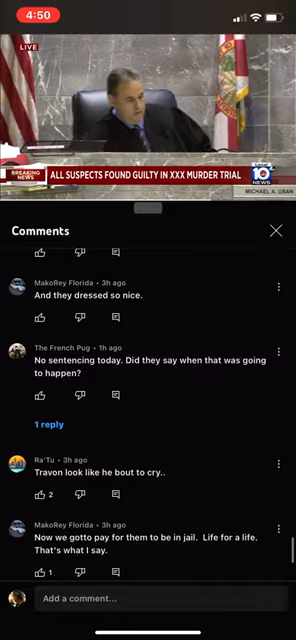 4:50
LIVE
BREAKING NEWS
ALL SUSPECTS FOUND GUILTY IN XXX MURDER TRIAL
LOCAL 10 NEWS
MICHAEL A. USAN
Comments
MakoRey Florida • 3h ago
And they dressed so nice.
The French Pug • 1h ago
No sentencing today. Did they say when that was going
to happen?
1 reply
Ra'Tu • 3h ago
Travon look like he bout to cry..
2
MakoRey Florida • 3h ago
Now we gotto pay for them to be in jail.  Life for a life.
That's what I say.
1
Add a comment...